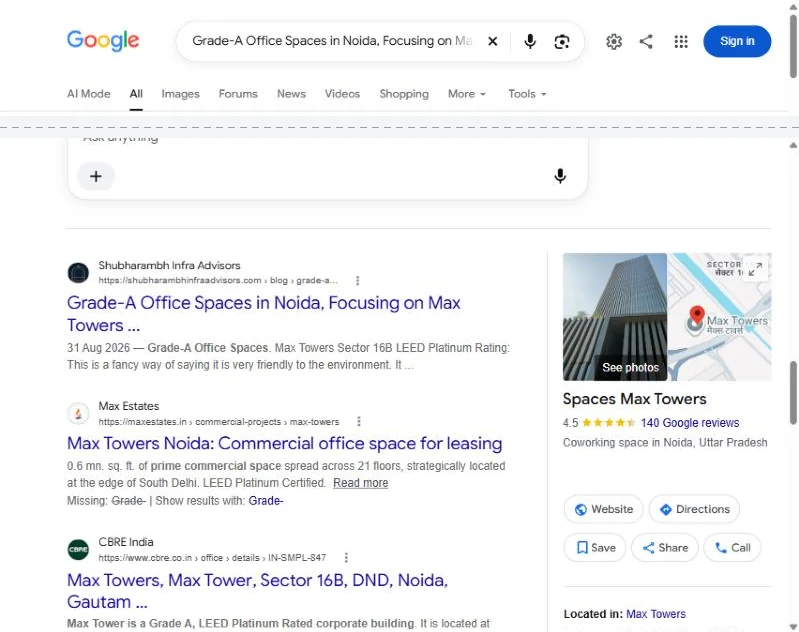 Google
Grade-A Office Spaces in Noida, Focusing on Ma
Sign in
AI Mode All Images Forums News Videos Shopping More Tools
Ask anything
Shubharambh Infra Advisors
https://shubharambhinfraadvisors.com › blog › grade-a...
Grade-A Office Spaces in Noida, Focusing on Max
Towers ...
31 Aug 2026 — Grade-A Office Spaces. Max Towers Sector 16B LEED Platinum Rating:
This is a fancy way of saying it is very friendly to the environment. It ...
Max Estates
https://maxestates.in › commercial-projects › max-towers
Max Towers Noida: Commercial office space for leasing
0.6 mn. sq. ft. of prime commercial space spread across 21 floors, strategically located
at the edge of South Delhi. LEED Platinum Certified. Read more
Missing: Grade- | Show results with: Grade-
CBRE
CBRE India
https://www.cbre.co.in › office › details › IN-SMPL-847
Max Towers, Max Tower, Sector 16B, DND, Noida,
Gautam ...
Max Tower is a Grade A, LEED Platinum Rated corporate building. It is located at
See photos
SECTOR
सेक्टर
Max Towers
मैक्स टावर्स
Spaces Max Towers
4.5 140 Google reviews
Coworking space in Noida, Uttar Pradesh
Website Directions
Save Share Call
Located in: Max Towers